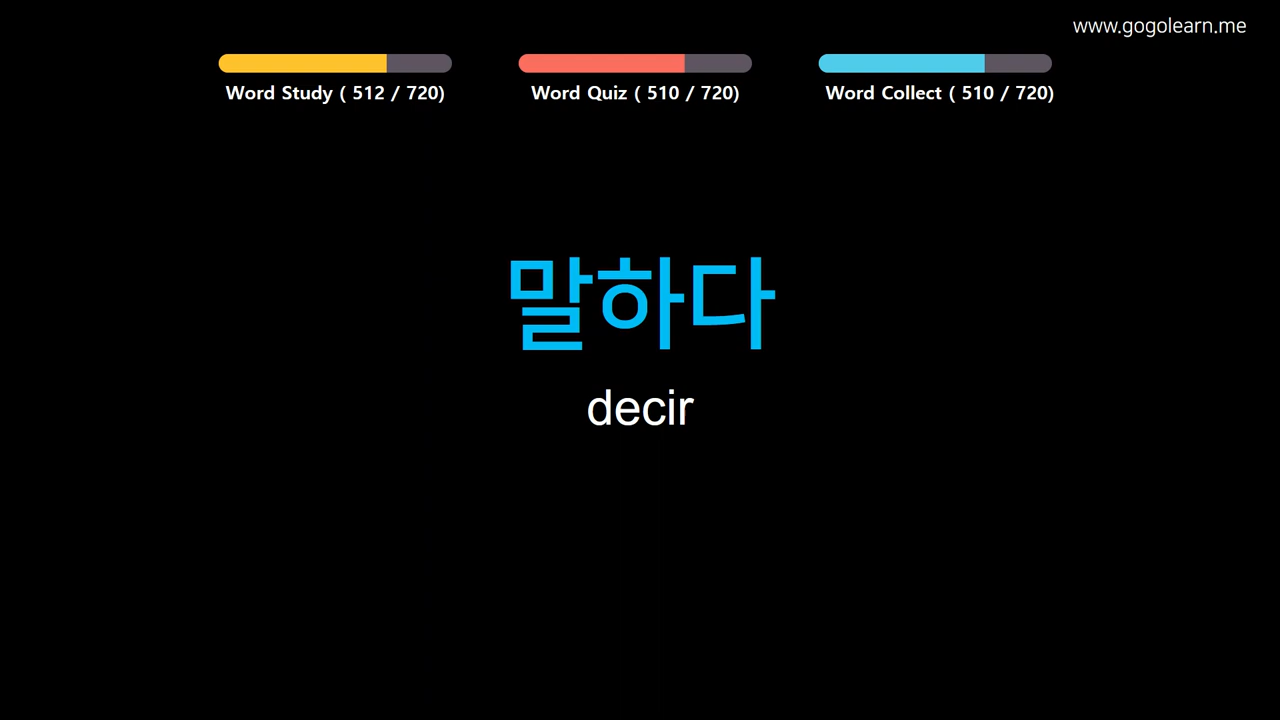 www.gogolearn.me
Word Study ( 512 / 720)
Word Quiz ( 510 / 720)
Word Collect ( 510 / 720)
말하다
decir